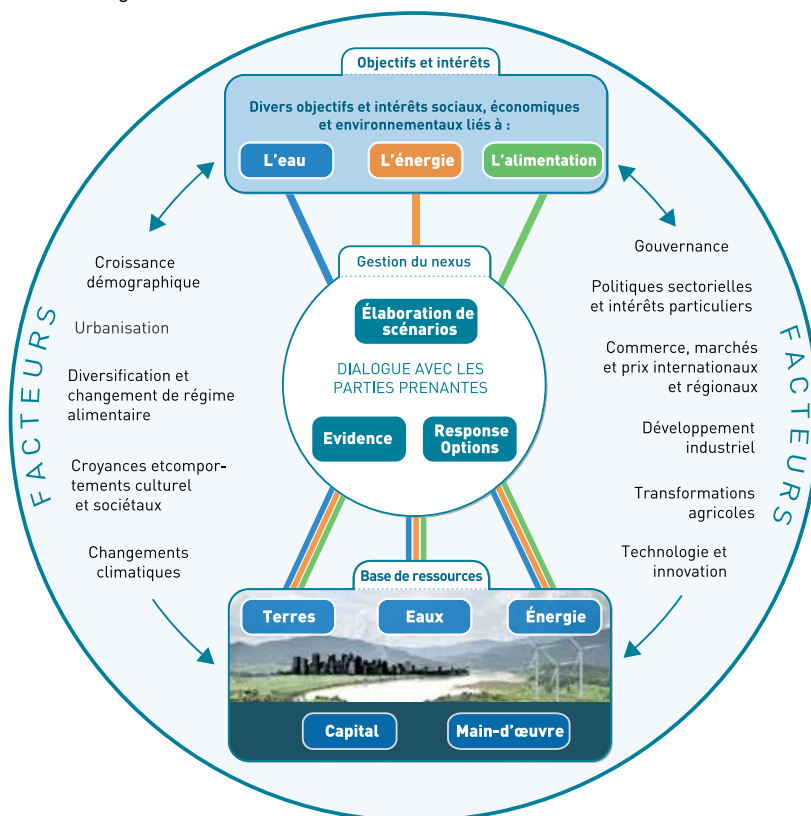 Objectifs et intérêts
Divers objectifs et intérêts sociaux, économiques
et environnementaux liés à :
L'eau
L'énergie
L'alimentation
FACTEURS
Croissance
démographique
Urbanisation
Diversification et
changement de régime
alimentaire
Croyances etcompor-
tements culturel
et sociétaux
Changements
climatiques
Gestion du nexus
Élaboration de
scénarios
DIALOGUE AVEC LES
PARTIES PRENANTES
Evidence
Response
Options
Gouvernance
Politiques sectorielles
et intérêts particuliers
Commerce, marchés
et prix internationaux
et régionaux
Développement
industriel
Transformations
agricoles
Technologie et
innovation
FACTEURS
Base de ressources
Terres
Eaux
Énergie
Capital
Main-d'œuvre